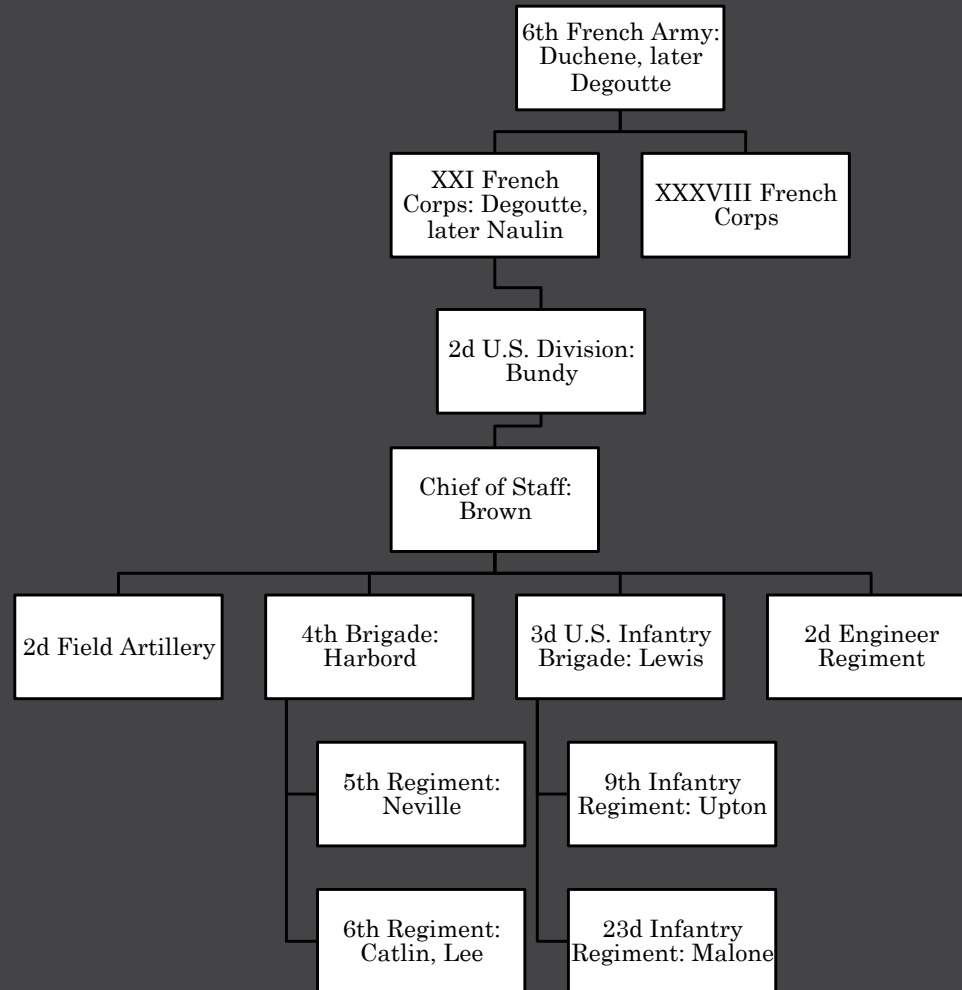 6th French Army:
Duchene, later
Degoutte
XXI French
Corps: Degoutte,
later Naulin
XXXVIII French
Corps
2d U.S. Division:
Bundy
Chief of Staff:
Brown
2d Field Artillery
4th Brigade:
Harbord
3d U.S. Infantry
Brigade: Lewis
2d Engineer
Regiment
5th Regiment:
Neville
9th Infantry
Regiment: Upton
6th Regiment:
Catlin, Lee
23d Infantry
Regiment: Malone